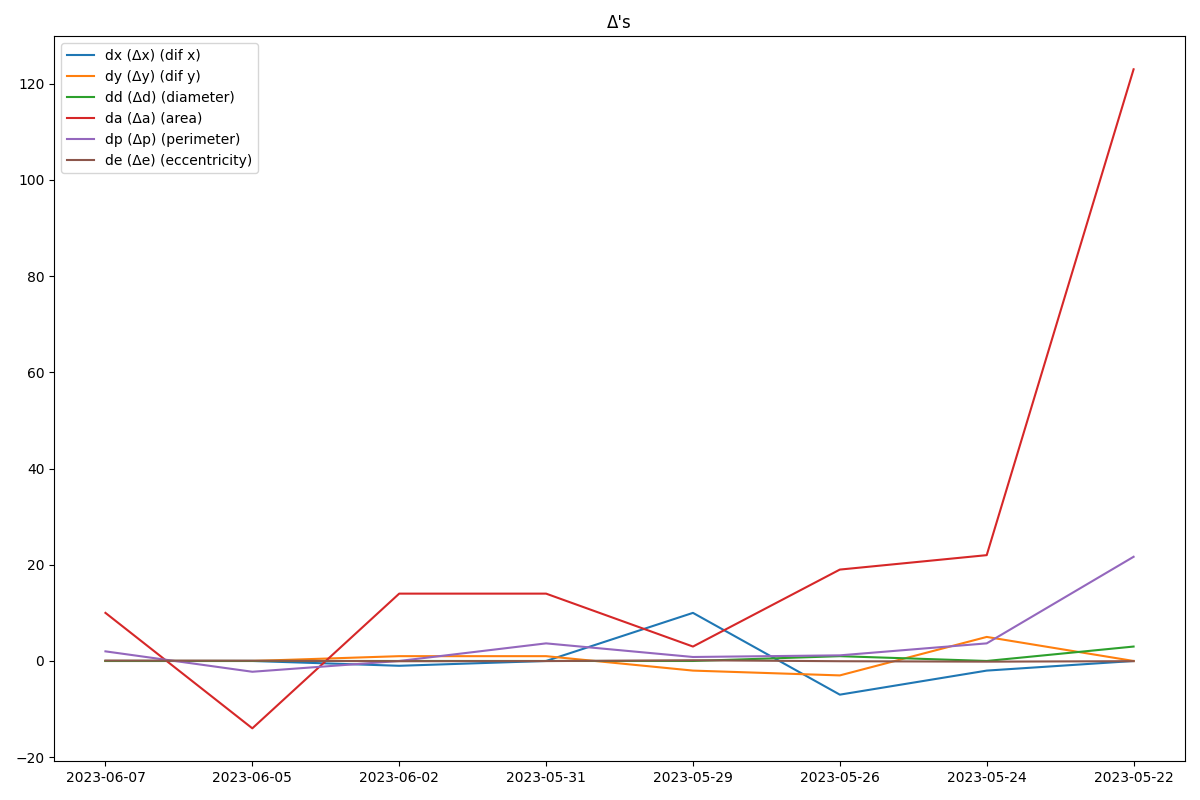 Δ's
dx (Δx) (dif x)
dy (Δy) (dif y)
dd (Δd) (diameter)
da (Δa) (area)
dp (Δp) (perimeter)
de (Δe) (eccentricity)
120
100
80
60
40
20
0
−20
2023-06-07 2023-06-05 2023-06-02 2023-05-31 2023-05-29 2023-05-26 2023-05-24 2023-05-22